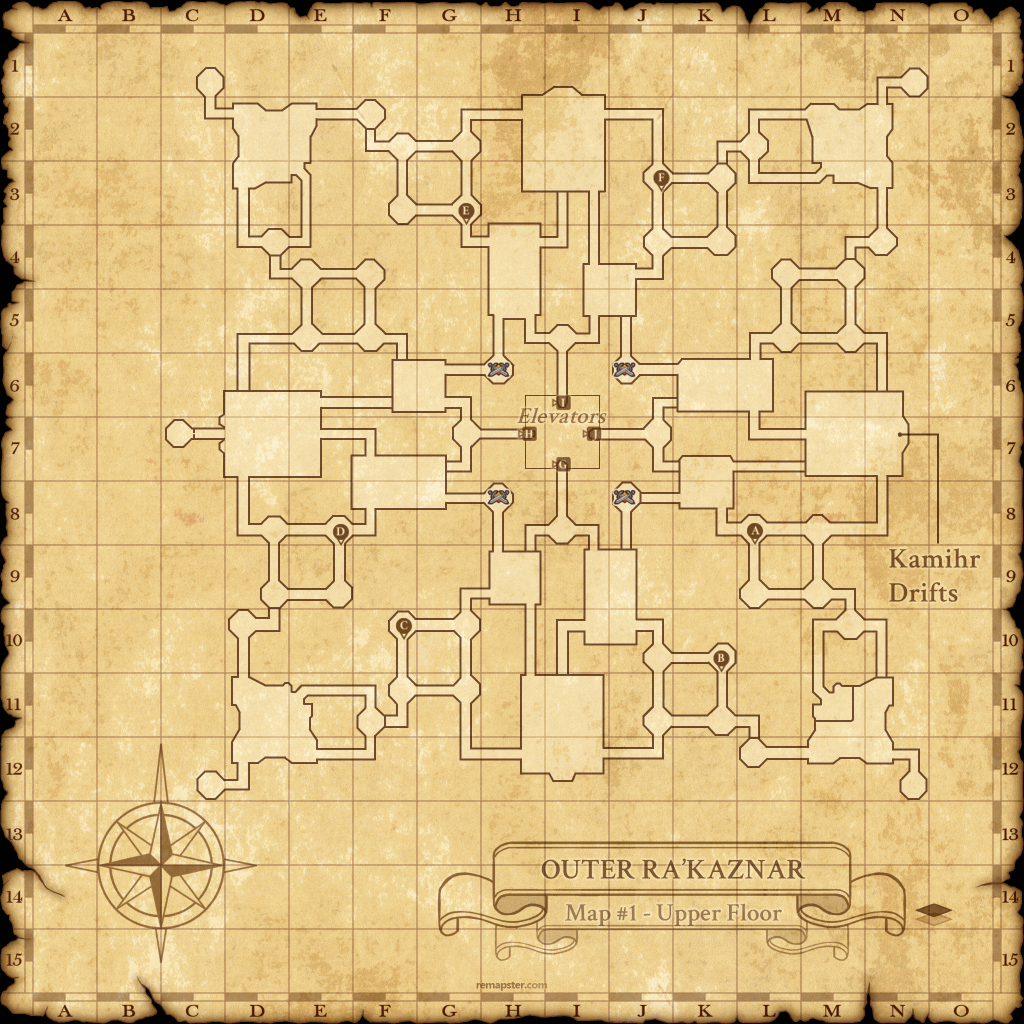 A B C D E F G H I J K L M N O
1 1
2 2
F
3 3
E
4 4
5 5
6 6
I
Elevators
H J
7 7
G
8 8
D A
Kamihr
9 9
Drifts
10 10
C
B
11 11
12 12
13 13
OUTER RA'KAZNAR
14 14
Map #1 - Upper Floor
15 15
remapster.com
A B C D E F G H I J K L M N O